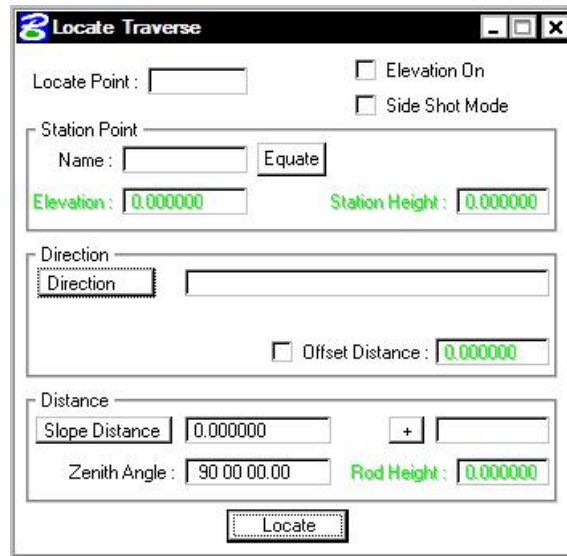 Locate Traverse
Locate Point :
Elevation On
Side Shot Mode
Station Point
Name : Equate
Elevation : 0.000000 Station Height : 0.000000
Direction
Direction
Offset Distance : 0.000000
Distance
Slope Distance 0.000000 +
Zenith Angle : 90 00 00.00 Rod Height : 0.000000
Locate